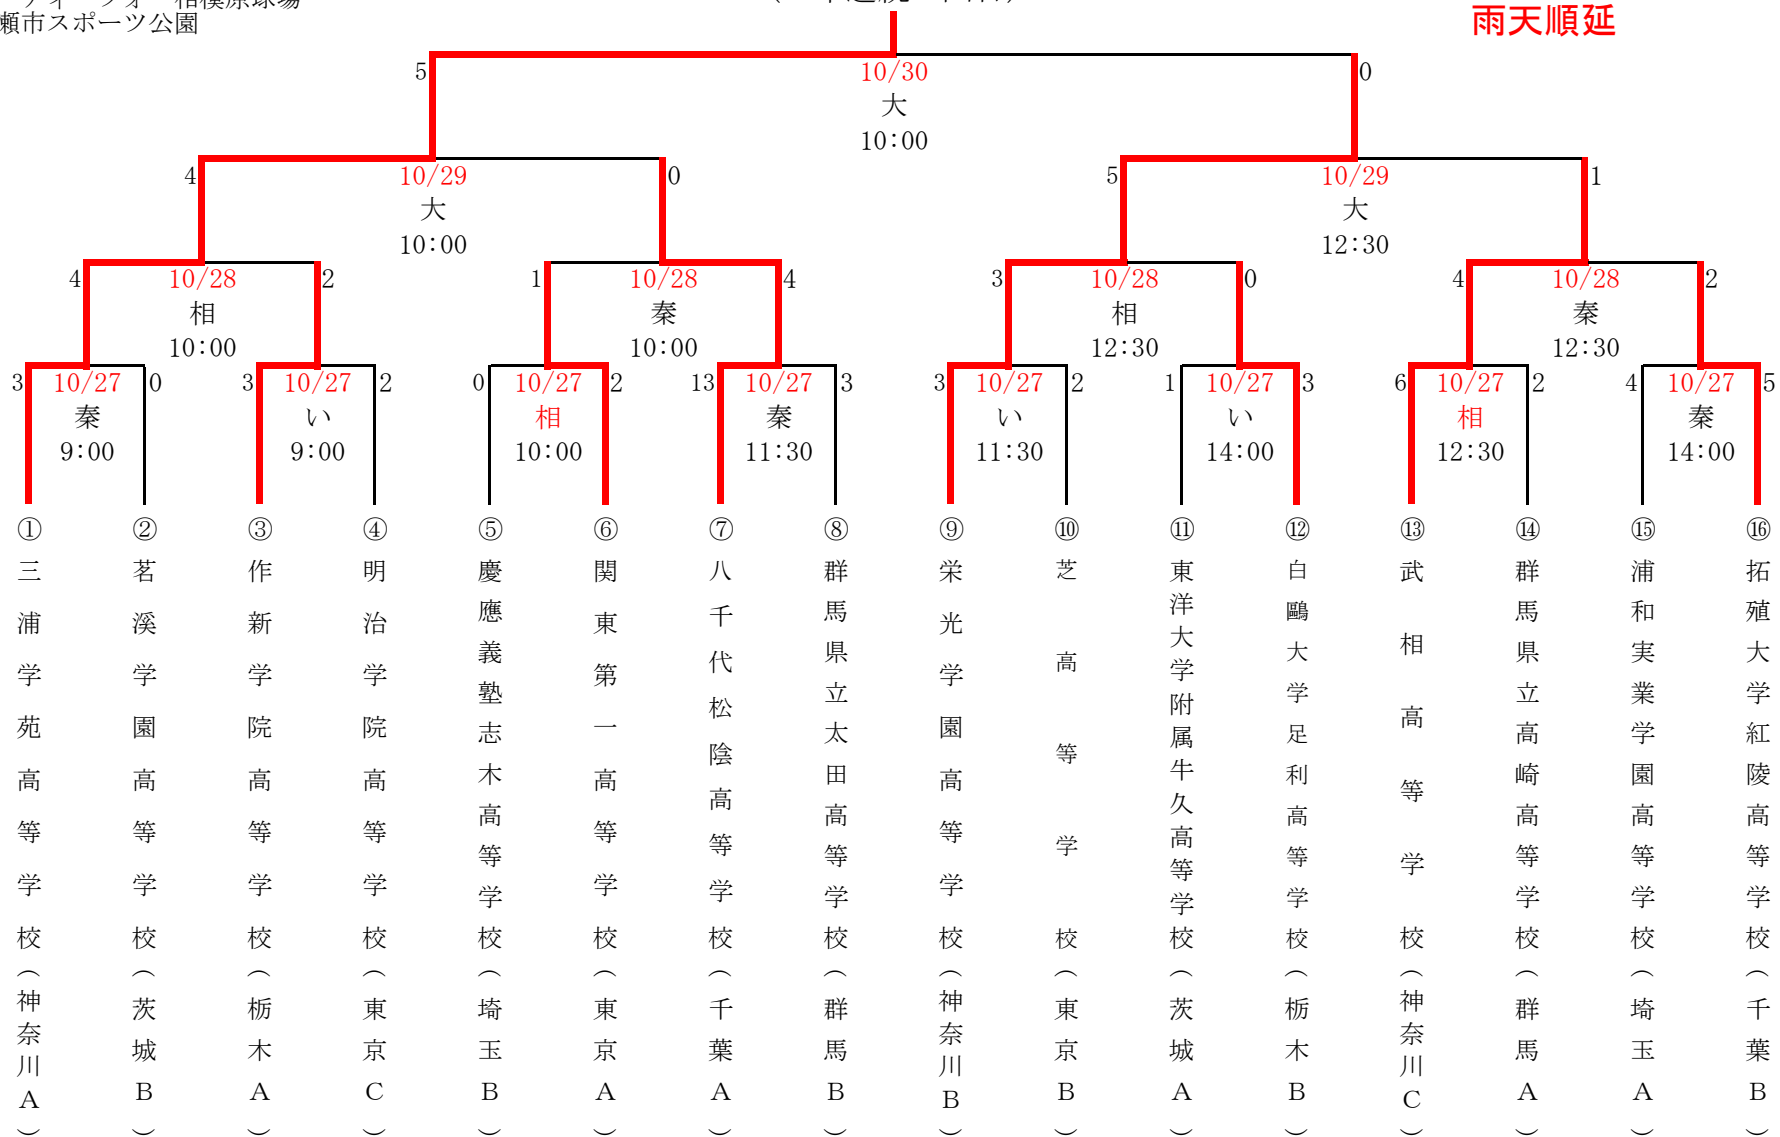 瀬市スポーツ公園
雨天順延
5 10/30 0
大
10:00
4 10/29 0
大
10:00
5 10/29 1
大
12:30
4 10/28 2
相
10:00
1 10/28 4
秦
10:00
3 10/28 0
相
12:30
4 10/28 2
秦
12:30
3 10/27 0
秦
9:00
3 10/27 2
い
9:00
0 10/27 2
相
10:00
13 10/27 3
秦
11:30
3 10/27 2
い
11:30
1 10/27 3
い
14:00
6 10/27 2
相
12:30
4 10/27 5
秦
14:00
① 三浦学苑高等学校(神奈川A)
② 茗溪学園高等学校(茨城B)
③ 作新学院高等学校(栃木A)
④ 明治学院高等学校(東京C)
⑤ 慶應義塾志木高等学校(埼玉B)
⑥ 関東第一高等学校(東京A)
⑦ 八千代松陰高等学校(千葉A)
⑧ 群馬県立太田高等学校(群馬B)
⑨ 栄光学園高等学校(神奈川B)
⑩ 芝高等学校(東京B)
⑪ 東洋大学附属牛久高等学校(茨城A)
⑫ 白鷗大学足利高等学校(栃木B)
⑬ 武相高等学校(神奈川C)
⑭ 群馬県立高崎高等学校(群馬A)
⑮ 浦和実業学園高等学校(埼玉A)
⑯ 拓殖大学紅陵高等学校(千葉B)